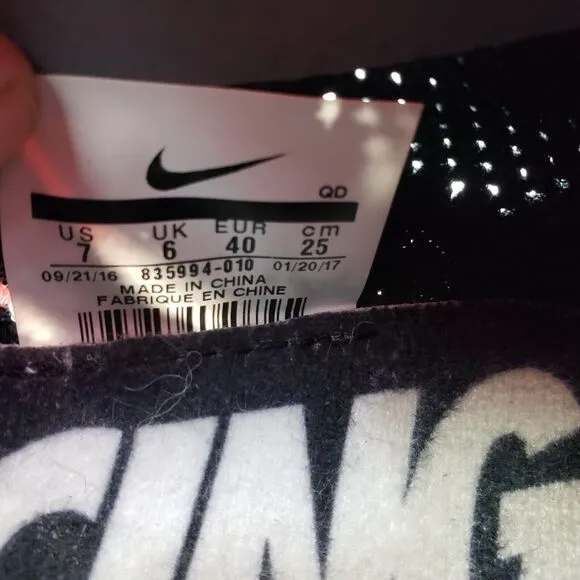 QD
US UK EUR cm
7 6 40 25
09/21/16 835994-010 01/20/17
MADE IN CHINA
FABRIQUE EN CHINE